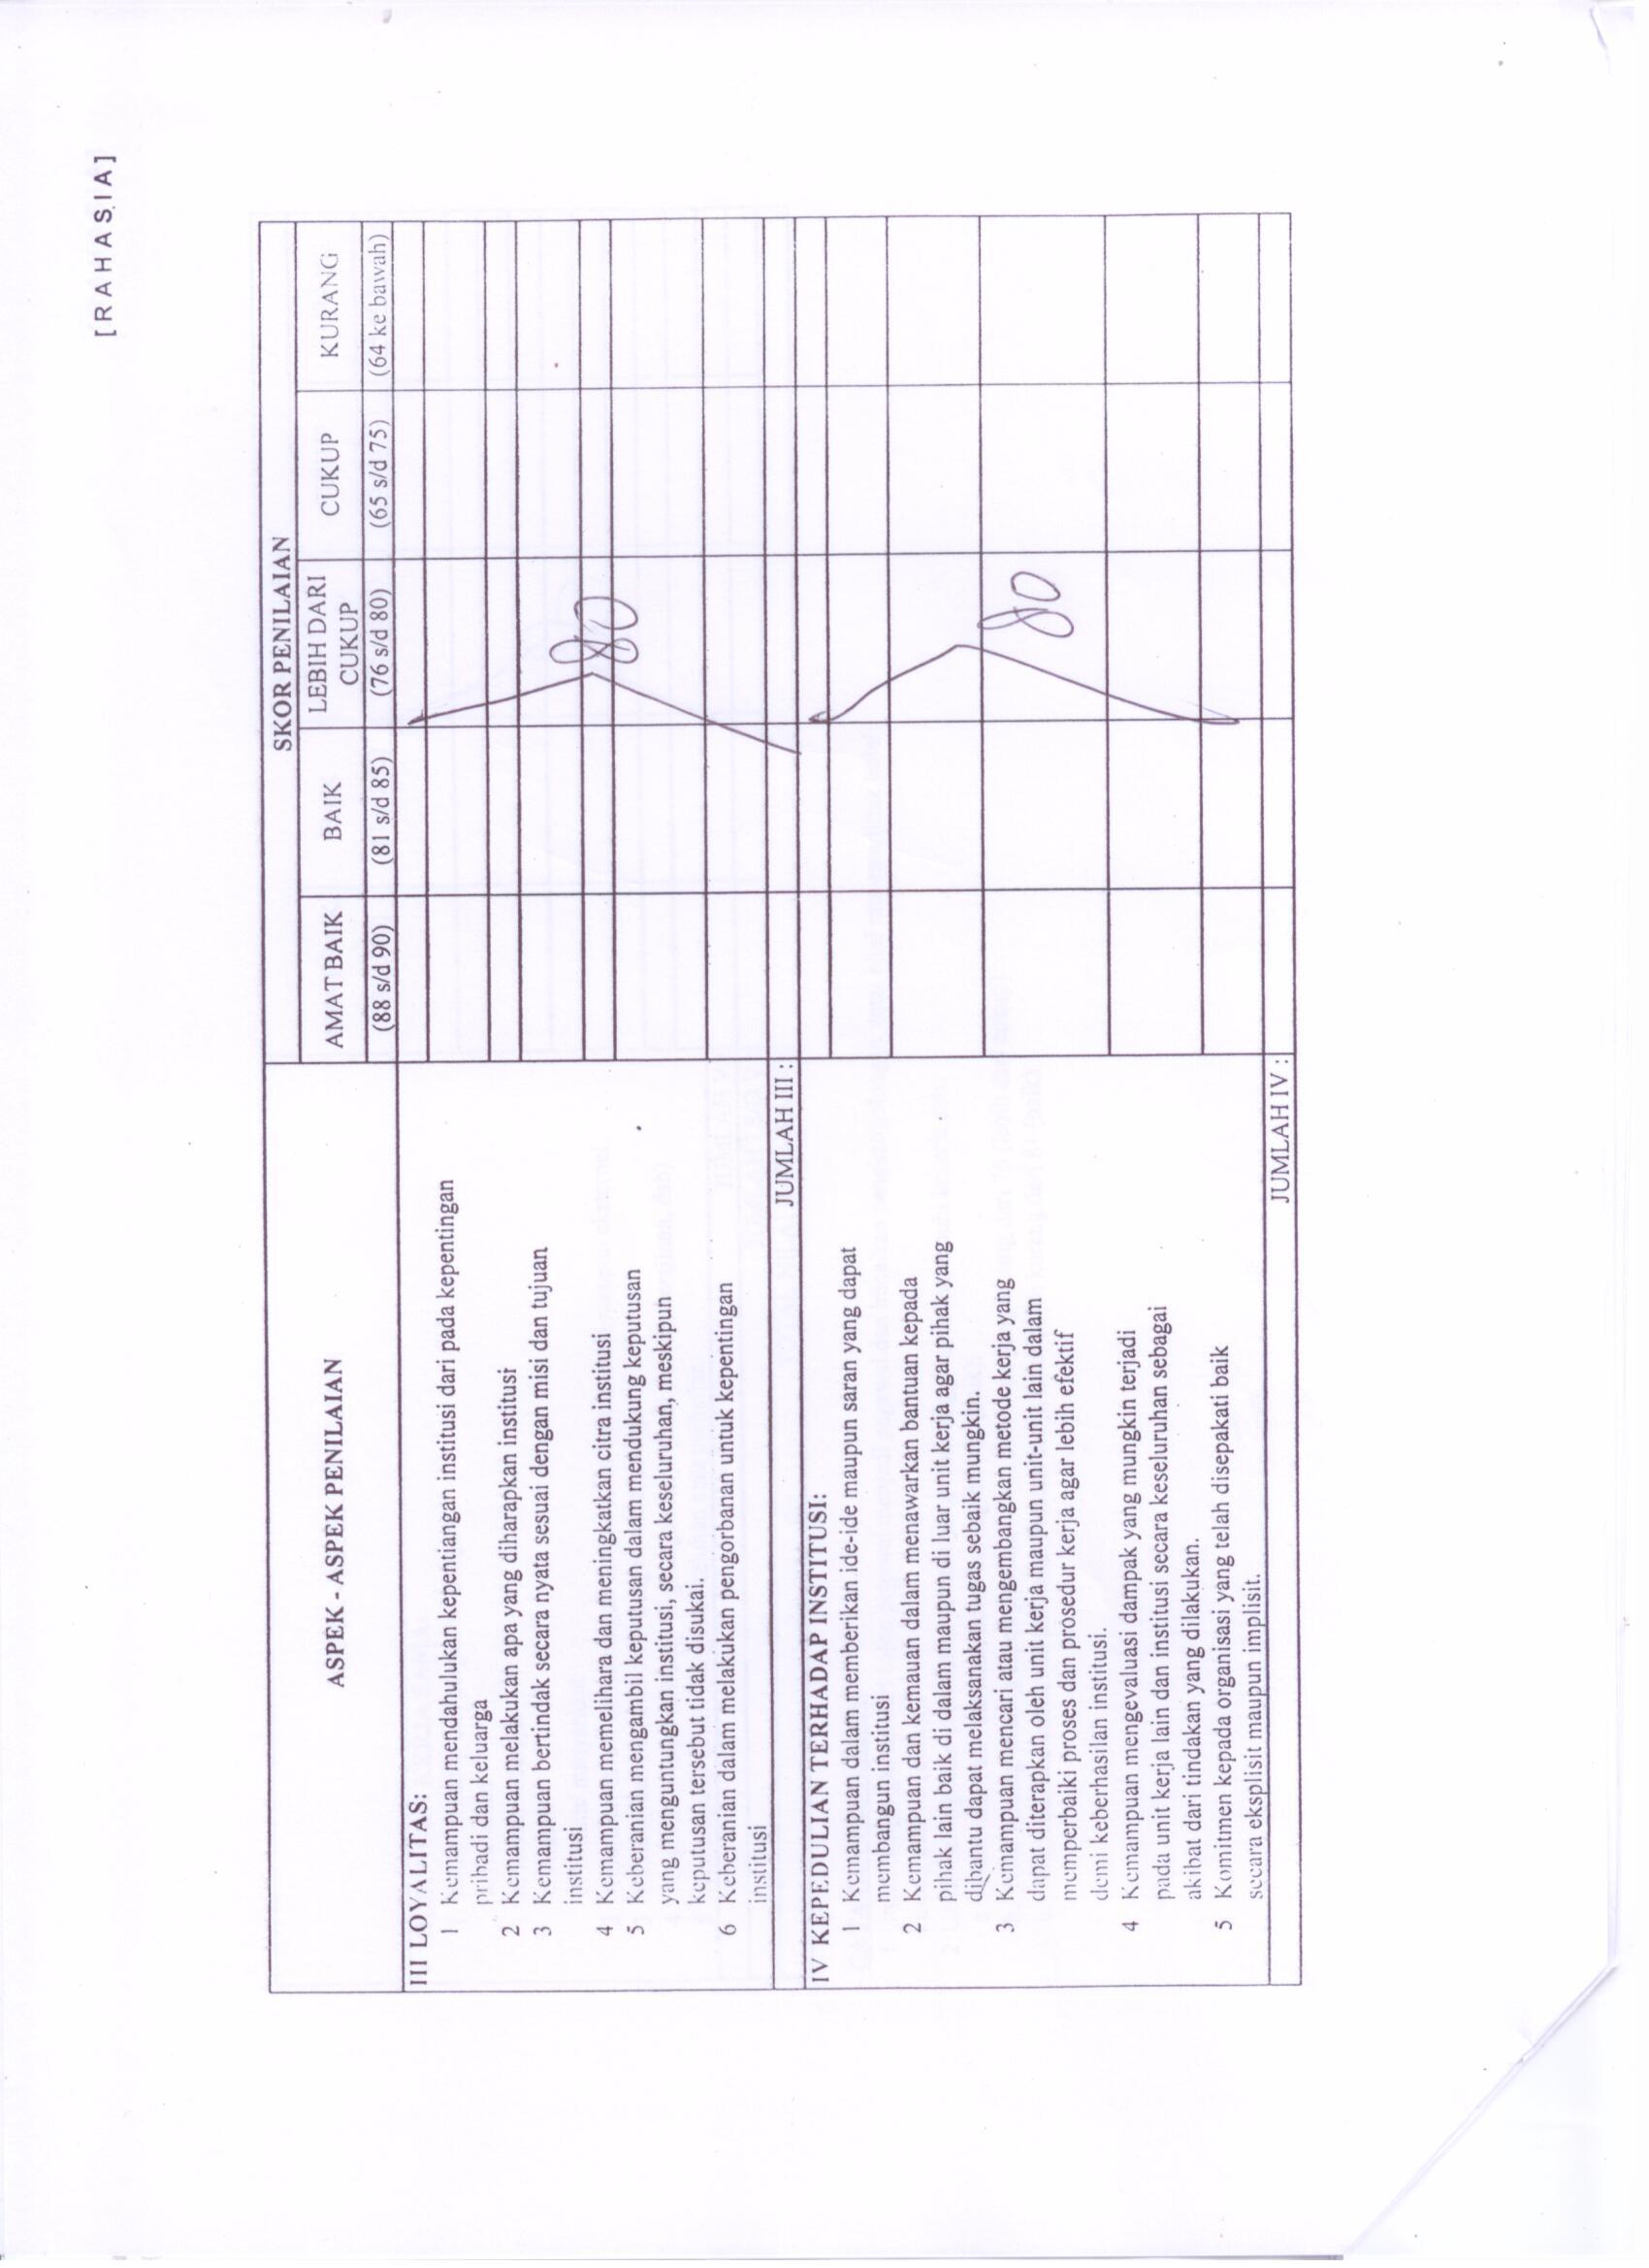 [RAHASIA]
ASPEK - ASPEK PENILAIAN
SKOR PENILAIAN
AMAT BAIK
BAIK
LEBIH DARI
CUKUP
CUKUP
KURANG
(88 s/d 90)
(81 s/d 85)
(76 s/d 80)
(65 s/d 75)
(64 ke bawah)
III LOYALITAS:
1 Kemampuan mendahulukan kepentiangan institusi dari pada kepentingan
pribadi dan keluarga
2 Kemampuan melakukan apa yang diharapkan institusi
3 Kemampuan bertindak secara nyata sesuai dengan misi dan tujuan
institusi
4 Kemampuan memelihara dan meningkatkan citra institusi
5 Keberanian mengambil keputusan dalam mendukung keputusan
yang menguntungkan institusi, secara keseluruhan, meskipun
keputusan tersebut tidak disukai.
6 Keberanian dalam melakukan pengorbanan untuk kepentingan
institusi
80
JUMLAH III :
IV KEPEDULIAN TERHADAP INSTITUSI:
1 Kemampuan dalam memberikan ide-ide maupun saran yang dapat
membangun institusi
2 Kemampuan dan kemauan dalam menawarkan bantuan kepada
pihak lain baik di dalam maupun di luar unit kerja agar pihak yang
dibantu dapat melaksanakan tugas sebaik mungkin.
3 Kemampuan mencari atau mengembangkan metode kerja yang
dapat diterapkan oleh unit kerja maupun unit-unit lain dalam
memperbaiki proses dan prosedur kerja agar lebih efektif
demi keberhasilan institusi.
4 Kemampuan mengevaluasi dampak yang mungkin terjadi
pada unit kerja lain dan institusi secara keseluruhan sebagai
akibat dari tindakan yang dilakukan.
5 Komitmen kepada organisasi yang telah disepakati baik
secara eksplisit maupun implisit.
80
JUMLAH IV :